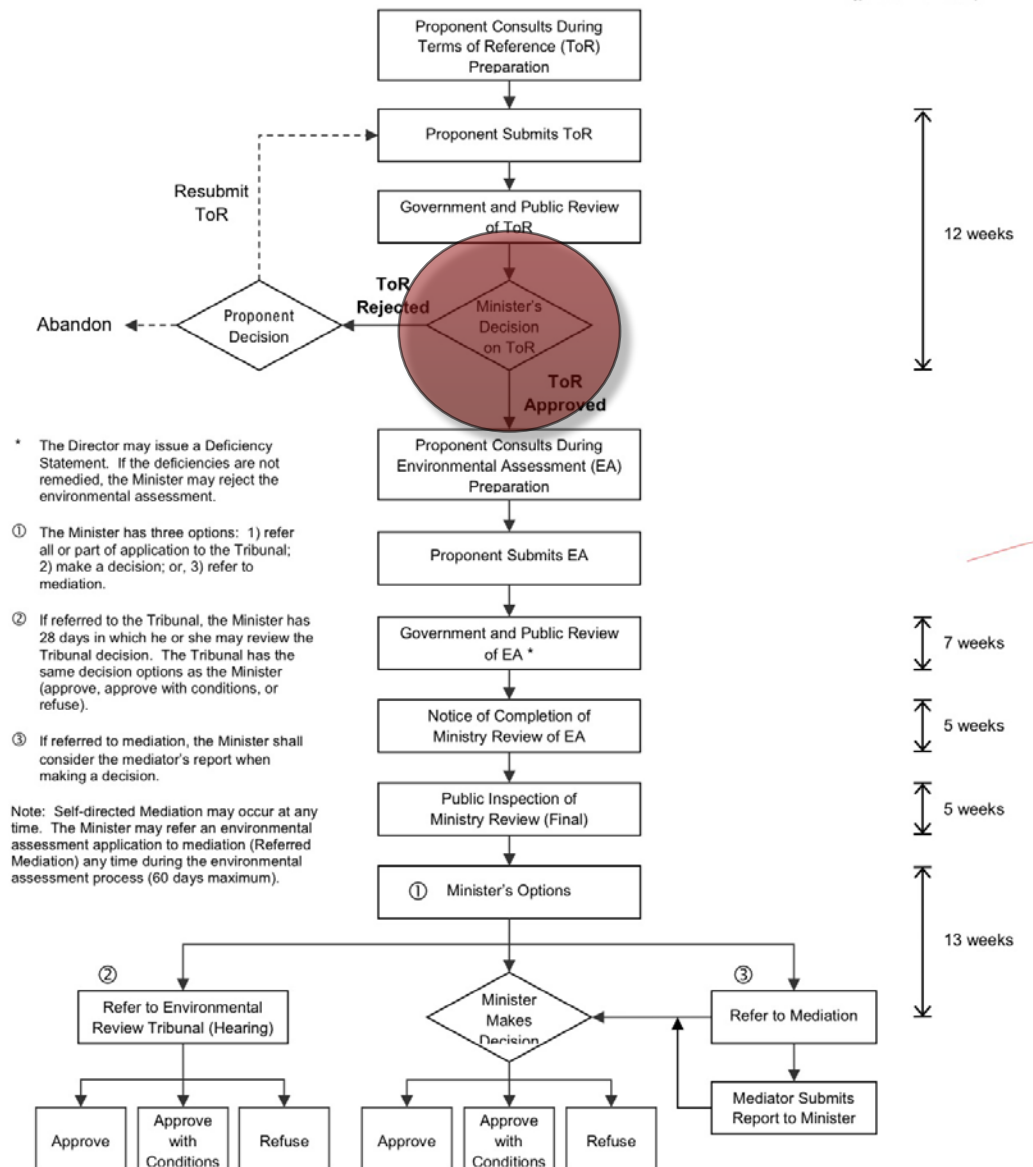 Proponent Consults During
Terms of Reference (ToR)
Preparation
Proponent Submits ToR
Resubmit
ToR
Government and Public Review
of ToR
12 weeks
ToR
Rejected
Minister's
Decision
on ToR
Proponent
Decision
Abandon
ToR
Approved
* The Director may issue a Deficiency
Statement. If the deficiencies are not
remedied, the Minister may reject the
environmental assessment.
① The Minister has three options: 1) refer
all or part of application to the Tribunal;
2) make a decision; or, 3) refer to
mediation.
② If referred to the Tribunal, the Minister has
28 days in which he or she may review the
Tribunal decision. The Tribunal has the
same decision options as the Minister
(approve, approve with conditions, or
refuse).
③ If referred to mediation, the Minister shall
consider the mediator's report when
making a decision.
Note: Self-directed Mediation may occur at any
time. The Minister may refer an environmental
assessment application to mediation (Referred
Mediation) any time during the environmental
assessment process (60 days maximum).
Proponent Consults During
Environmental Assessment (EA)
Preparation
Proponent Submits EA
Government and Public Review
of EA *
7 weeks
Notice of Completion of
Ministry Review of EA
5 weeks
Public Inspection of
Ministry Review (Final)
5 weeks
① Minister's Options
13 weeks
②
Refer to Environmental
Review Tribunal (Hearing)
Minister
Makes
Decision
③
Refer to Mediation
Mediator Submits
Report to Minister
Approve
Approve
with
Conditions
Refuse
Approve
Approve
with
Conditions
Refuse